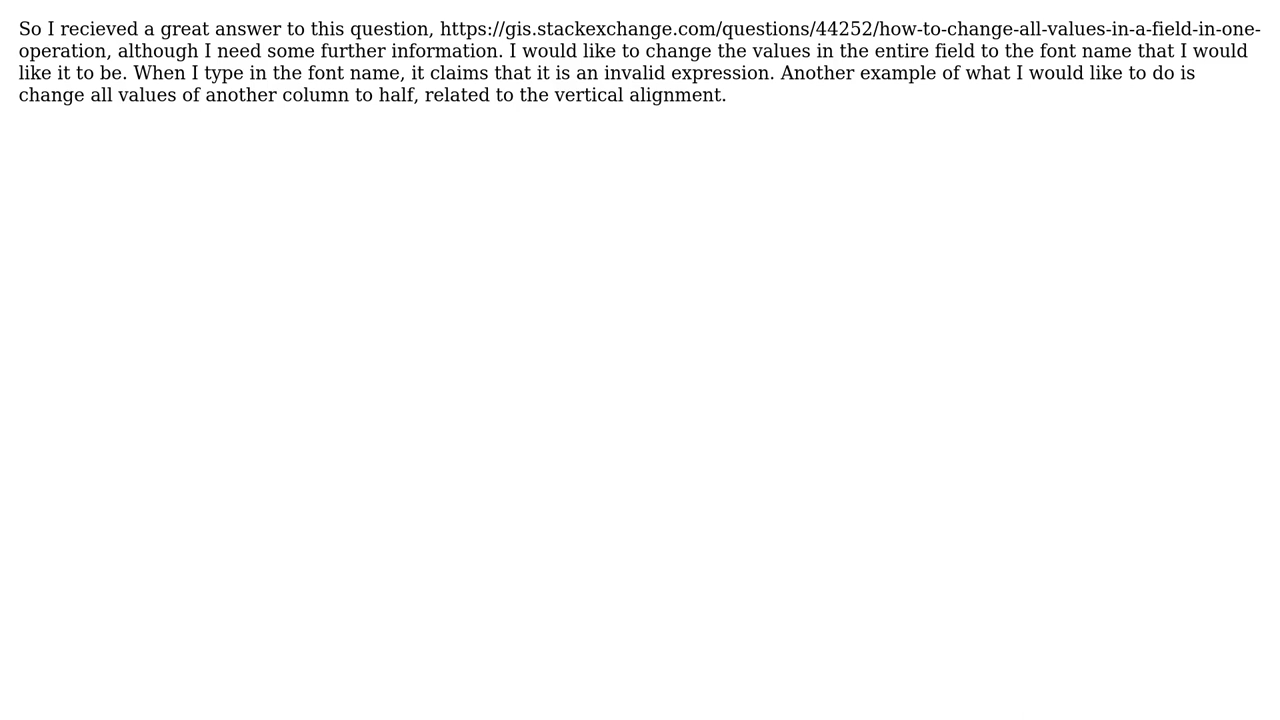 So I recieved a great answer to this question, https://gis.stackexchange.com/questions/44252/how-to-change-all-values-in-a-field-in-one-
operation, although I need some further information. I would like to change the values in the entire field to the font name that I would
like it to be. When I type in the font name, it claims that it is an invalid expression. Another example of what I would like to do is
change all values of another column to half, related to the vertical alignment.